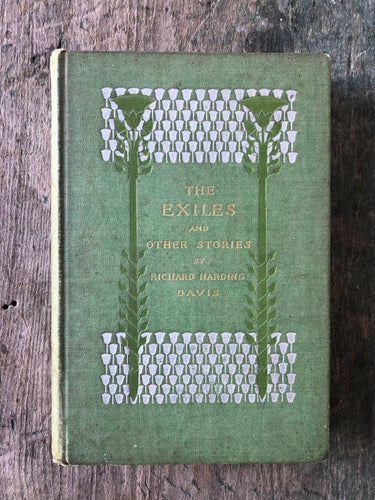 THE
EXILES
AND
OTHER STORIES
BY
RICHARD HARDING
DAVIS